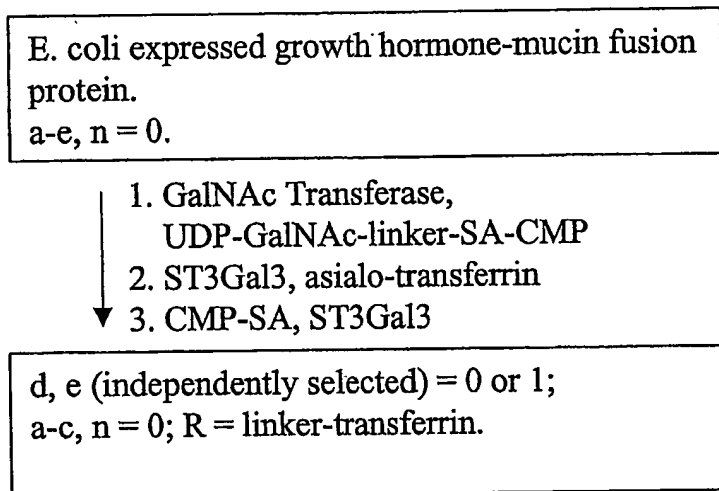 E. coli expressed growth hormone-mucin fusion
protein.
a-e, n = 0.
1. GalNAc Transferase,
UDP-GalNAc-linker-SA-CMP
2. ST3Gal3, asialo-transferrin
3. CMP-SA, ST3Gal3
d, e (independently selected) = 0 or 1;
a-c, n = 0; R = linker-transferrin.